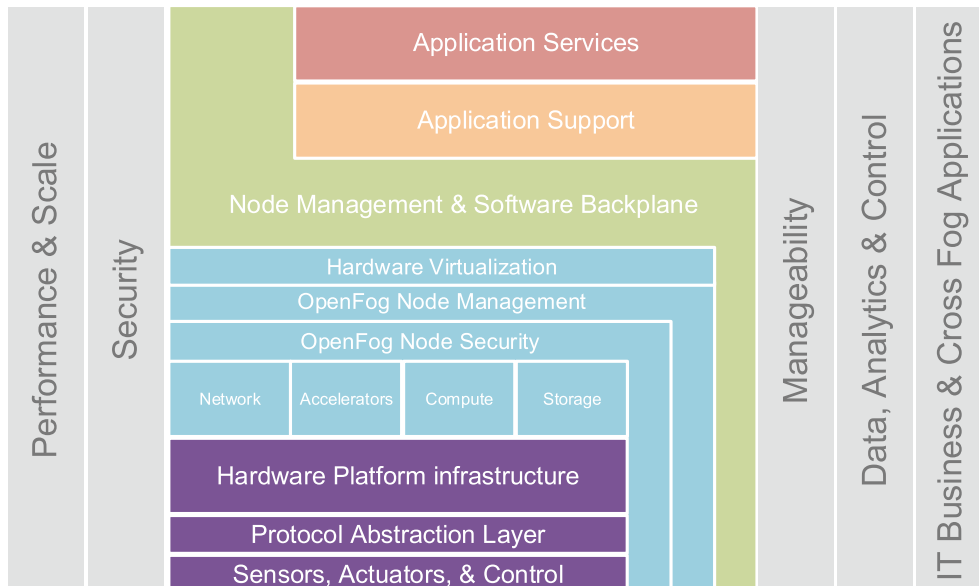 Performance & Scale
Security
Application Services
Application Support
Node Management & Software Backplane
Hardware Virtualization
OpenFog Node Management
OpenFog Node Security
Network
Accelerators
Compute
Storage
Hardware Platform infrastructure
Protocol Abstraction Layer
Sensors, Actuators, & Control
Manageability
Data, Analytics & Control
IT Business & Cross Fog Applications